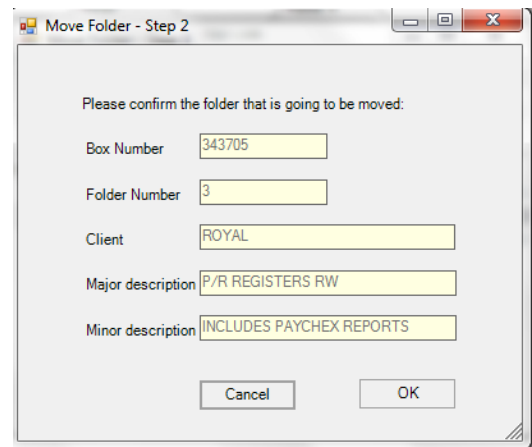 Move Folder - Step 2
Please confirm the folder that is going to be moved:
Box Number 343705
Folder Number 3
Client ROYAL
Major description P/R REGISTERS RW
Minor description INCLUDES PAYCHEX REPORTS
Cancel OK